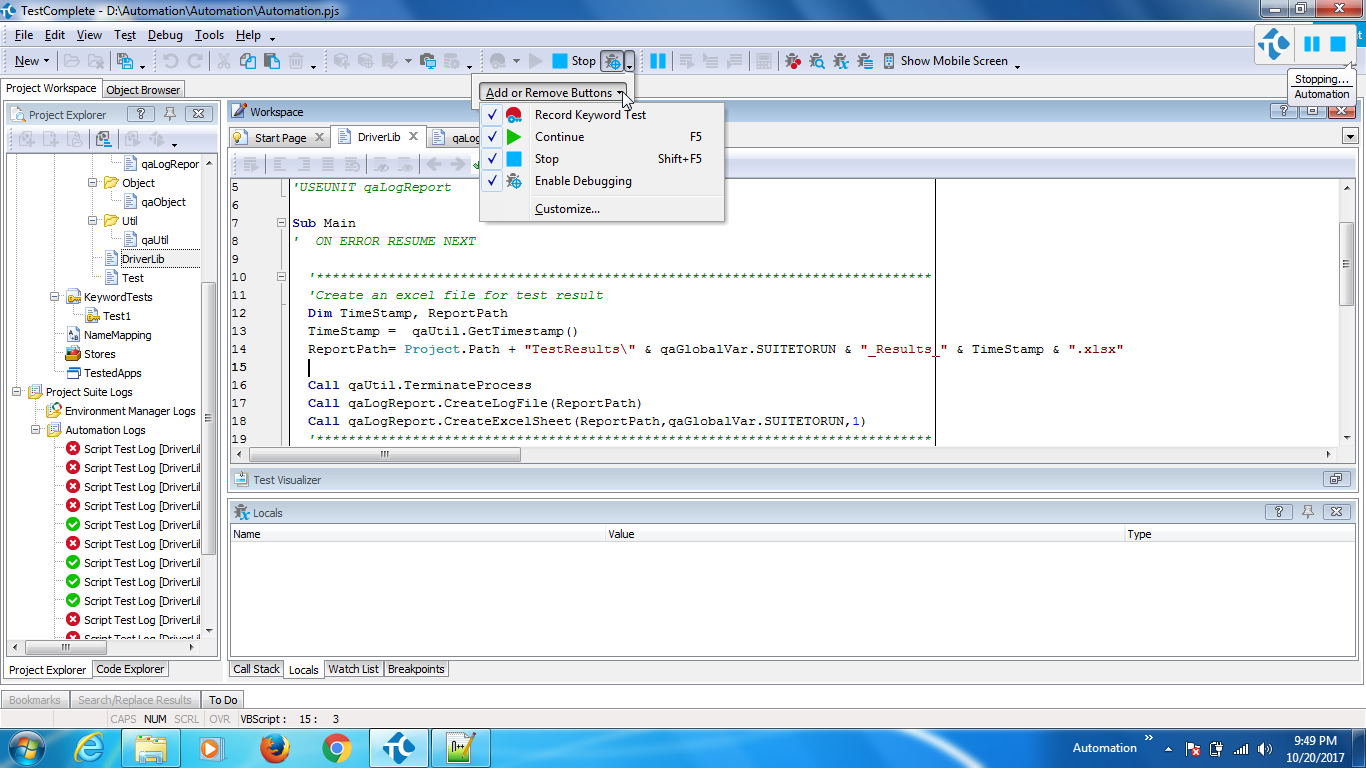 TestComplete - D:\Automation\Automation\Automation.pjs
File Edit View Test Debug Tools Help
New Stop Show Mobile Screen
Stopping...
Automation
Project Workspace Object Browser
Add or Remove Buttons
Record Keyword Test
Continue F5
Stop Shift+F5
Enable Debugging
Customize...
Project Explorer
qaLogRepor
Object
qaObject
Util
qaUtil
DriverLib
Test
KeywordTests
Test1
NameMapping
Stores
TestedApps
Project Suite Logs
Environment Manager Logs
Automation Logs
Script Test Log [DriverLi
Script Test Log [DriverLi
Script Test Log [DriverLi
Script Test Log [DriverLi
Script Test Log [DriverLi
Script Test Log [DriverLi
Script Test Log [DriverLi
Script Test Log [DriverLi
Script Test Log [DriverLi
Script Test Log [DriverLi
Script Test Log [DriverLi
Project Explorer Code Explorer
Workspace
Start Page DriverLib qaLog
5 'USEUNIT qaLogReport
6
7 Sub Main
8 ' ON ERROR RESUME NEXT
9
10 '******************************************************************************
11 'Create an excel file for test result
12 Dim TimeStamp, ReportPath
13 TimeStamp = qaUtil.GetTimestamp()
14 ReportPath= Project.Path + "TestResults\" & qaGlobalVar.SUITETORUN & "_Results_" & TimeStamp & ".xlsx"
15
16 Call qaUtil.TerminateProcess
17 Call qaLogReport.CreateLogFile(ReportPath)
18 Call qaLogReport.CreateExcelSheet(ReportPath,qaGlobalVar.SUITETORUN,1)
19 '******************************************************************************
Test Visualizer
Locals
Name Value Type
Call Stack Locals Watch List Breakpoints
Bookmarks Search/Replace Results To Do
CAPS NUM SCRL OVR VBScript : 15 : 3
Automation
9:49 PM
10/20/2017